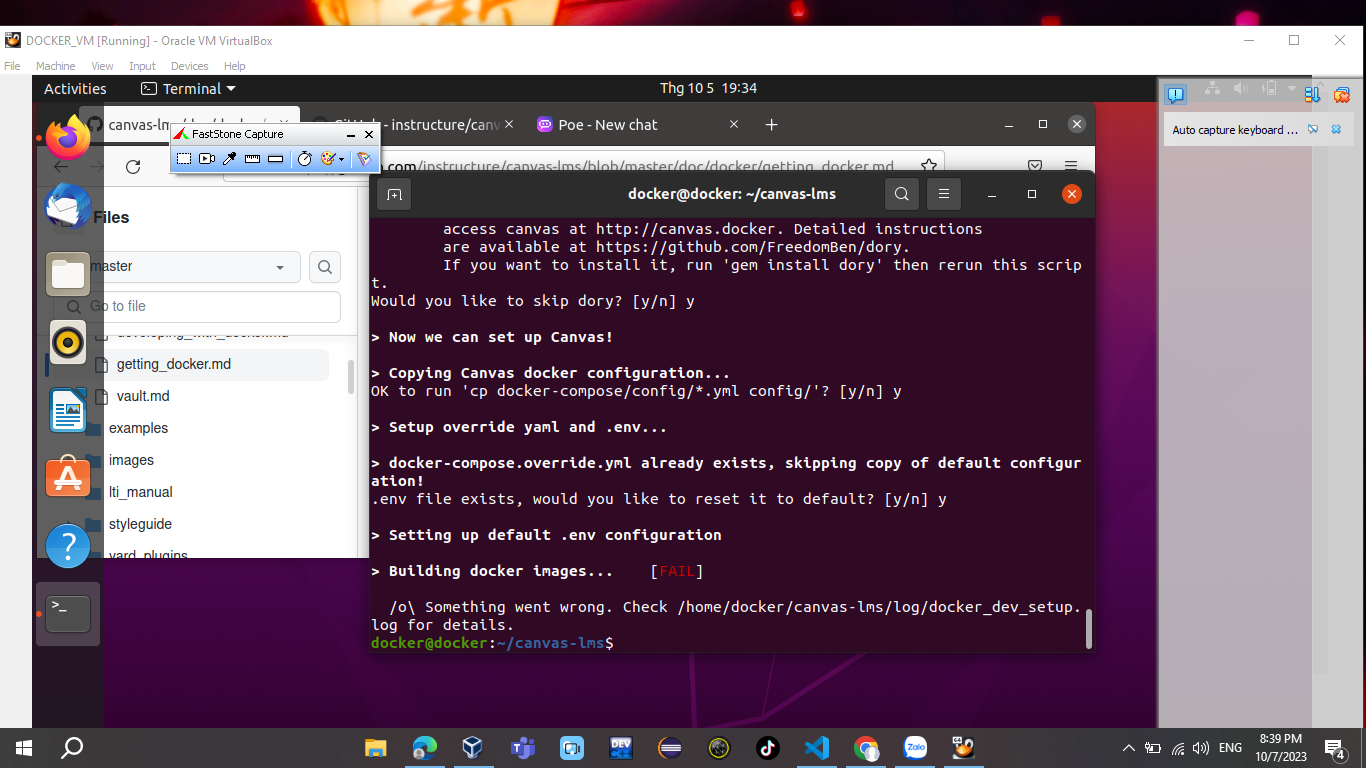 DOCKER_VM [Running] - Oracle VM VirtualBox
File Machine View Input Devices Help
Activities Terminal Thg 10 5 19:34
canvas-lm
FastStone Capture
GitHub - instructure/canv
Poe - New chat
com/instructure/canvas-lms/blob/master/doc/docker/getting_docker.md
Auto capture keyboard ...
Files
master
Go to file
getting_docker.md
vault.md
examples
images
lti_manual
styleguide
yard_plugins
docker@docker: ~/canvas-lms
access canvas at http://canvas.docker. Detailed instructions
are available at https://github.com/FreedomBen/dory.
If you want to install it, run 'gem install dory' then rerun this scrip
t.
Would you like to skip dory? [y/n] y
> Now we can set up Canvas!
> Copying Canvas docker configuration...
OK to run 'cp docker-compose/config/*.yml config/'? [y/n] y
> Setup override yaml and .env...
> docker-compose.override.yml already exists, skipping copy of default configur
ation!
.env file exists, would you like to reset it to default? [y/n] y
> Setting up default .env configuration
> Building docker images... [FAIL]
/o\ Something went wrong. Check /home/docker/canvas-lms/log/docker_dev_setup.
log for details.
docker@docker:~/canvas-lms$
DEV
Zalo
ENG
8:39 PM
10/7/2023
4